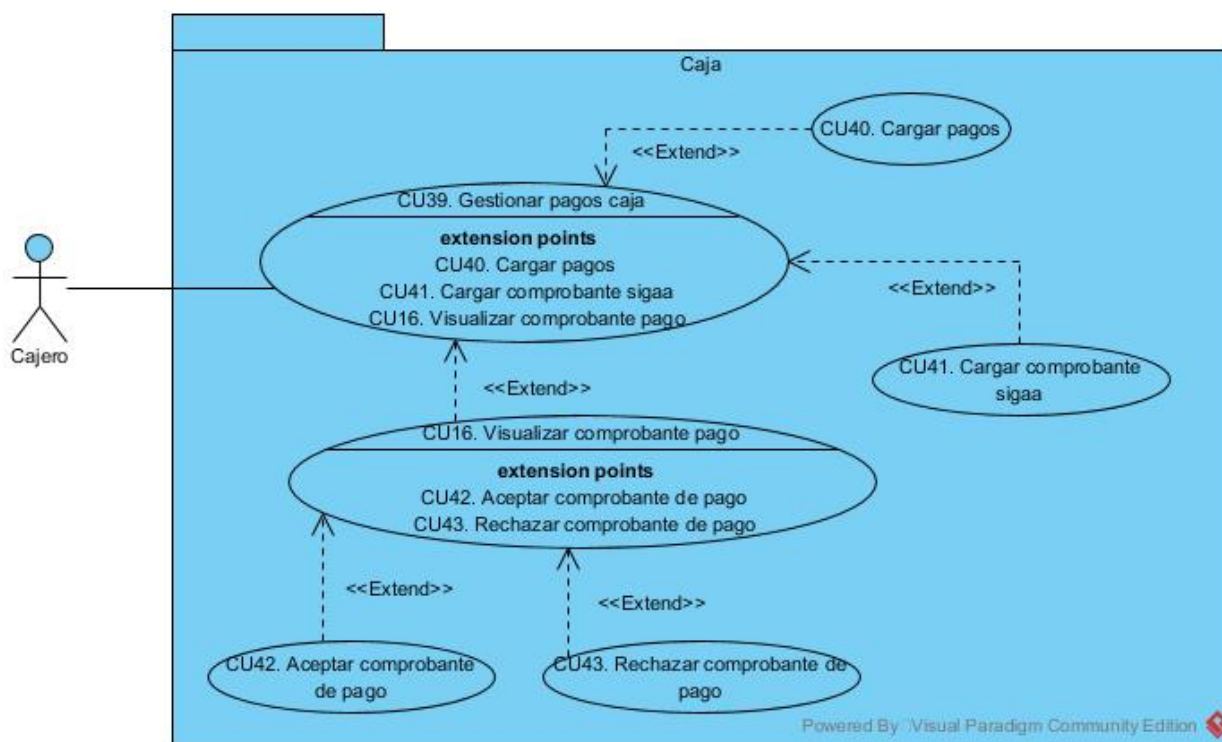 Caja
CU40. Cargar pagos
<<Extend>>
CU39. Gestionar pagos caja
extension points
CU40. Cargar pagos
CU41. Cargar comprobante sigaa
CU16. Visualizar comprobante pago
<<Extend>>
Cajero
CU41. Cargar comprobante
sigaa
<<Extend>>
CU16. Visualizar comprobante pago
extension points
CU42. Aceptar comprobante de pago
CU43. Rechazar comprobante de pago
<<Extend>>
<<Extend>>
CU42. Aceptar comprobante
de pago
CU43. Rechazar comprobante de
pago
Powered By Visual Paradigm Community Edition